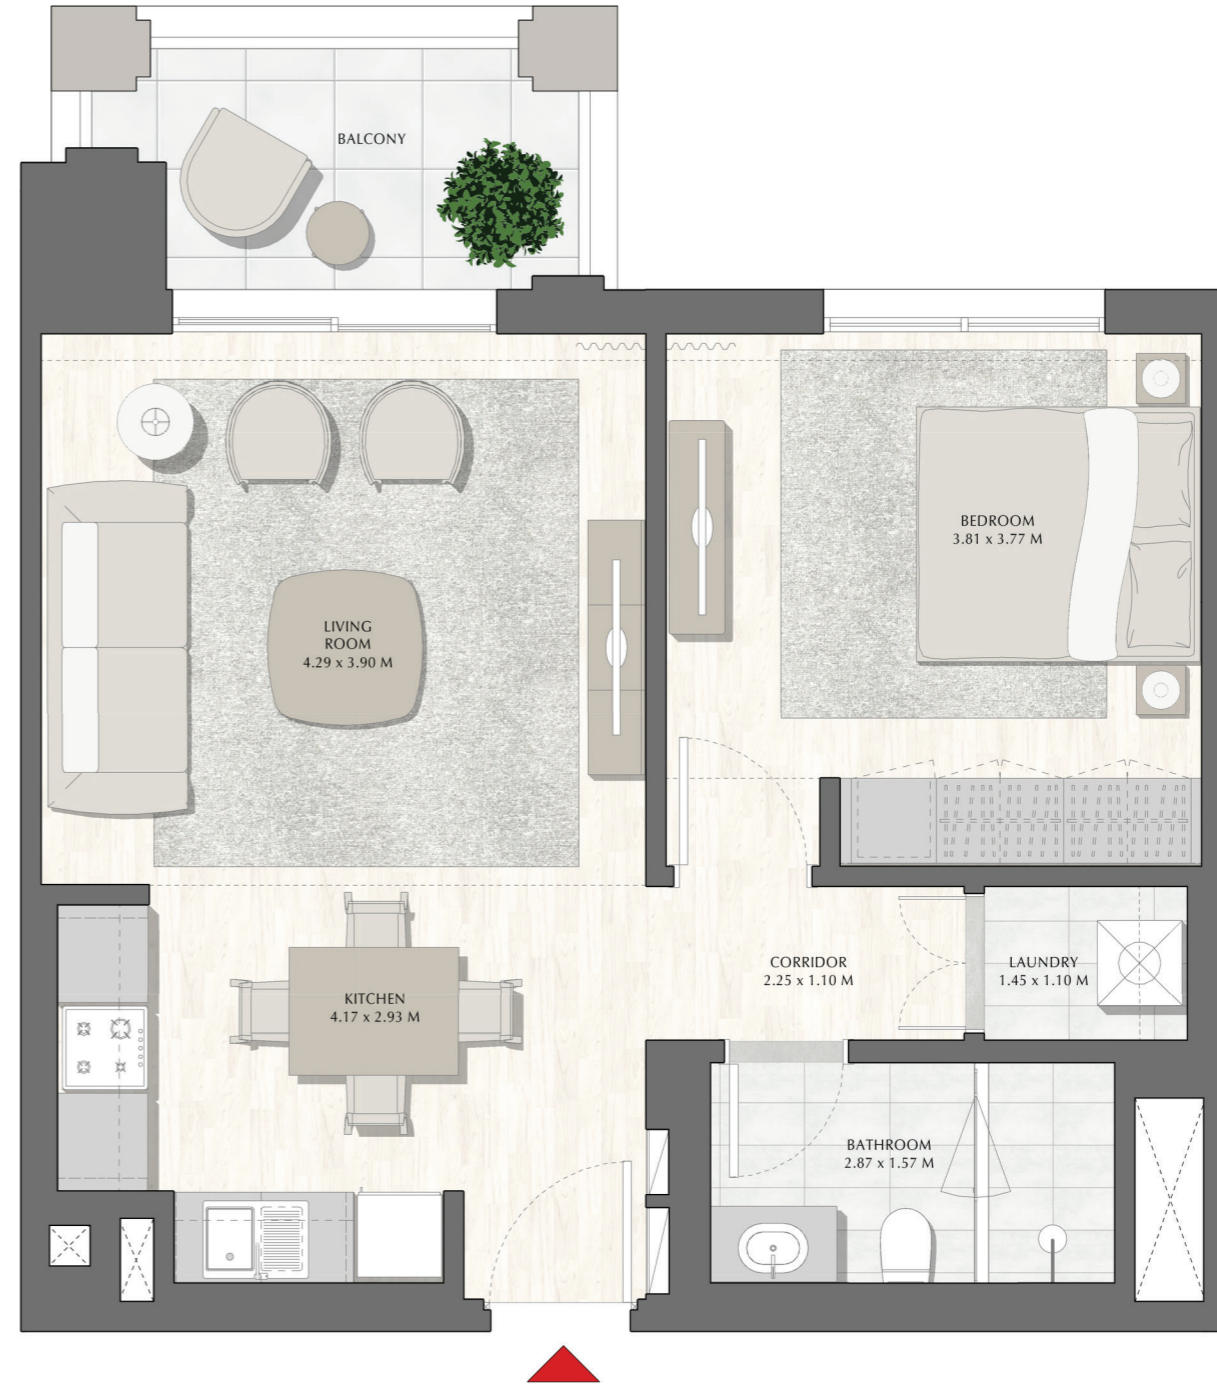 BALCONY
BEDROOM
3.81 x 3.77 M
LIVING
ROOM
4.29 x 3.90 M
CORRIDOR
2.25 x 1.10 M
LAUNDRY
1.45 x 1.10 M
KITCHEN
4.17 x 2.93 M
BATHROOM
2.87 x 1.57 M